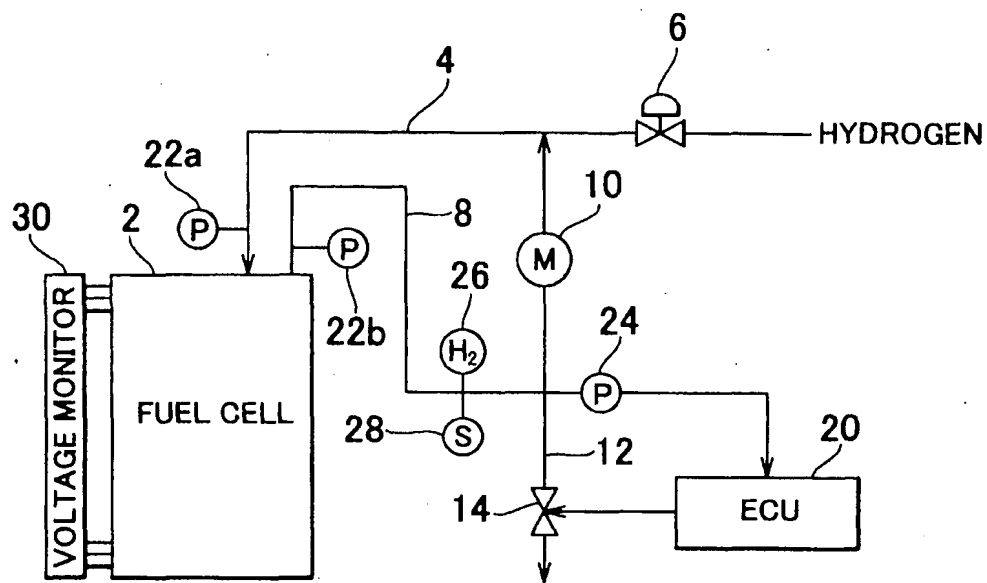 6
4
HYDROGEN
22a
8
10
30
2
P
P
M
26
22b
24
H₂
P
VOLTAGE MONITOR
FUEL CELL
28
S
12
20
14
ECU